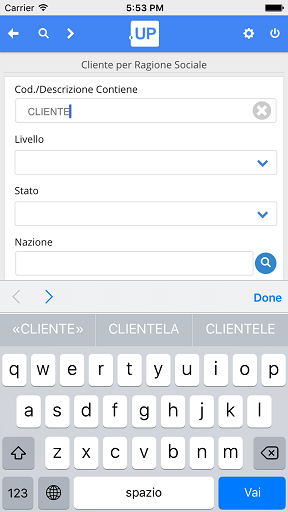 Carrier 5:53 PM
UP
Cliente per Ragione Sociale
Cod./Descrizione Contiene
CLIENTE
Livello
Stato
Nazione
Done
«CLIENTE» CLIENTELA CLIENTELE
q w e r t y u i o p
a s d f g h j k l
z x c v b n m
123 spazio Vai